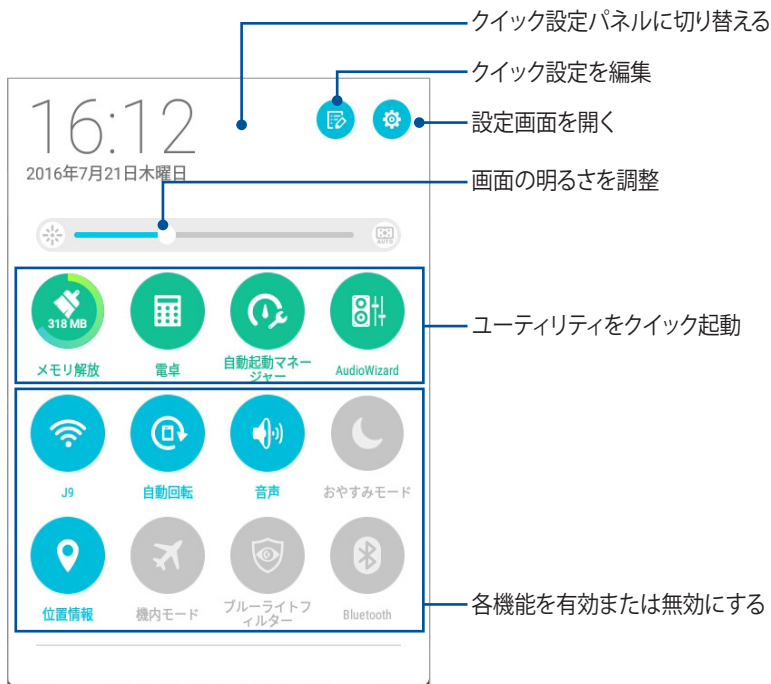 クイック設定パネルに切り替える
クイック設定を編集
設定画面を開く
画面の明るさを調整
16:12
2016年7月21日木曜日
AUTO
318 MB
メモリ解放
電卓
自動起動マネー
ジャー
AudioWizard
ユーティリティをクイック起動
J9
自動回転
音声
おやすみモード
位置情報
機内モード
ブルーライトフ
ィルター
Bluetooth
各機能を有効または無効にする